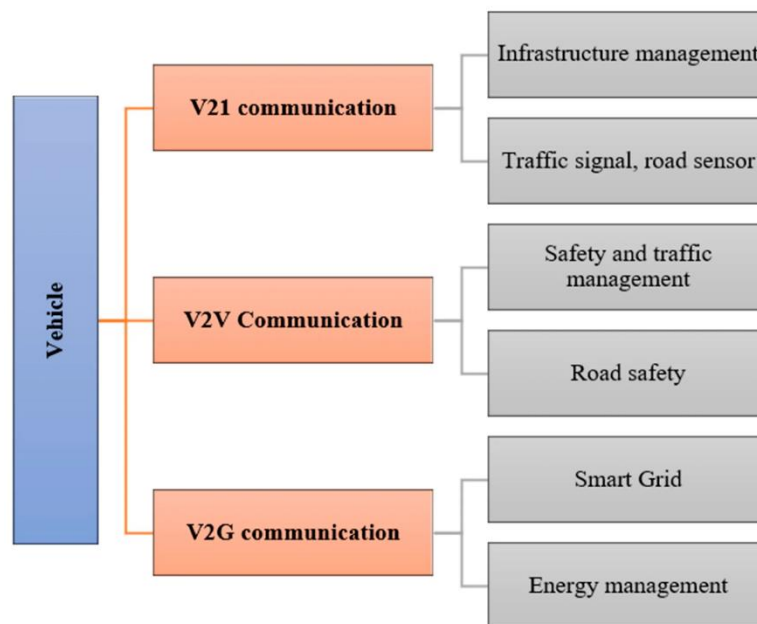 Vehicle
V21 communication
Infrastructure management
Traffic signal, road sensor
V2V Communication
Safety and traffic
management
Road safety
V2G communication
Smart Grid
Energy management